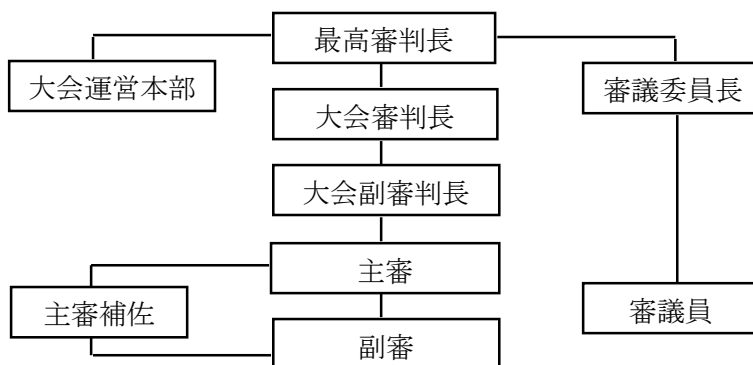 最高審判長
大会運営本部
審議委員長
大会審判長
大会副審判長
主審
主審補佐
審議員
副審